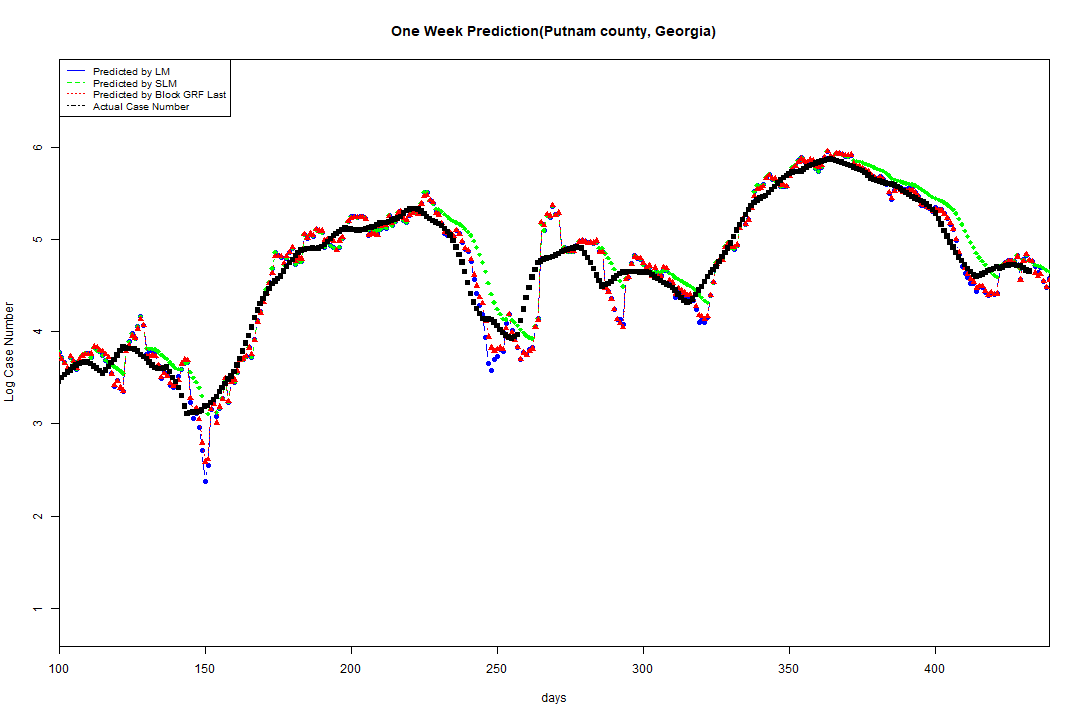 One Week Prediction(Putnam county, Georgia)
Predicted by LM
Predicted by SLM
Predicted by Block GRF Last
Actual Case Number
6
5
4
3
2
1
Log Case Number
100 150 200 250 300 350 400
days